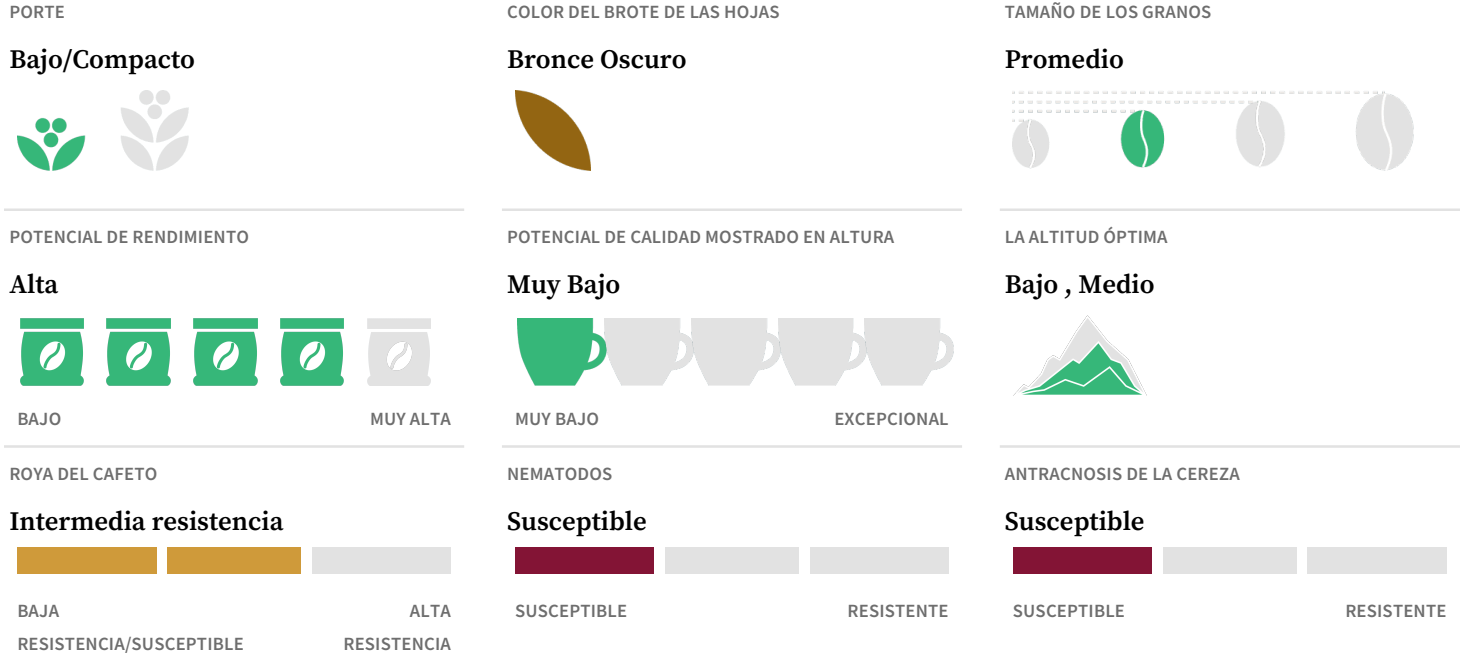 PORTE
Bajo/Compacto
COLOR DEL BROTE DE LAS HOJAS
Bronce Oscuro
TAMAÑO DE LOS GRANOS
Promedio
POTENCIAL DE RENDIMIENTO
Alta
BAJO
MUY ALTA
POTENCIAL DE CALIDAD MOSTRADO EN ALTURA
Muy Bajo
MUY BAJO
EXCEPCIONAL
LA ALTITUD ÓPTIMA
Bajo , Medio
ROYA DEL CAFETO
Intermedia resistencia
BAJA
RESISTENCIA/SUSCEPTIBLE
ALTA
RESISTENCIA
NEMATODOS
Susceptible
SUSCEPTIBLE
RESISTENTE
ANTRACNOSIS DE LA CEREZA
Susceptible
SUSCEPTIBLE
RESISTENTE